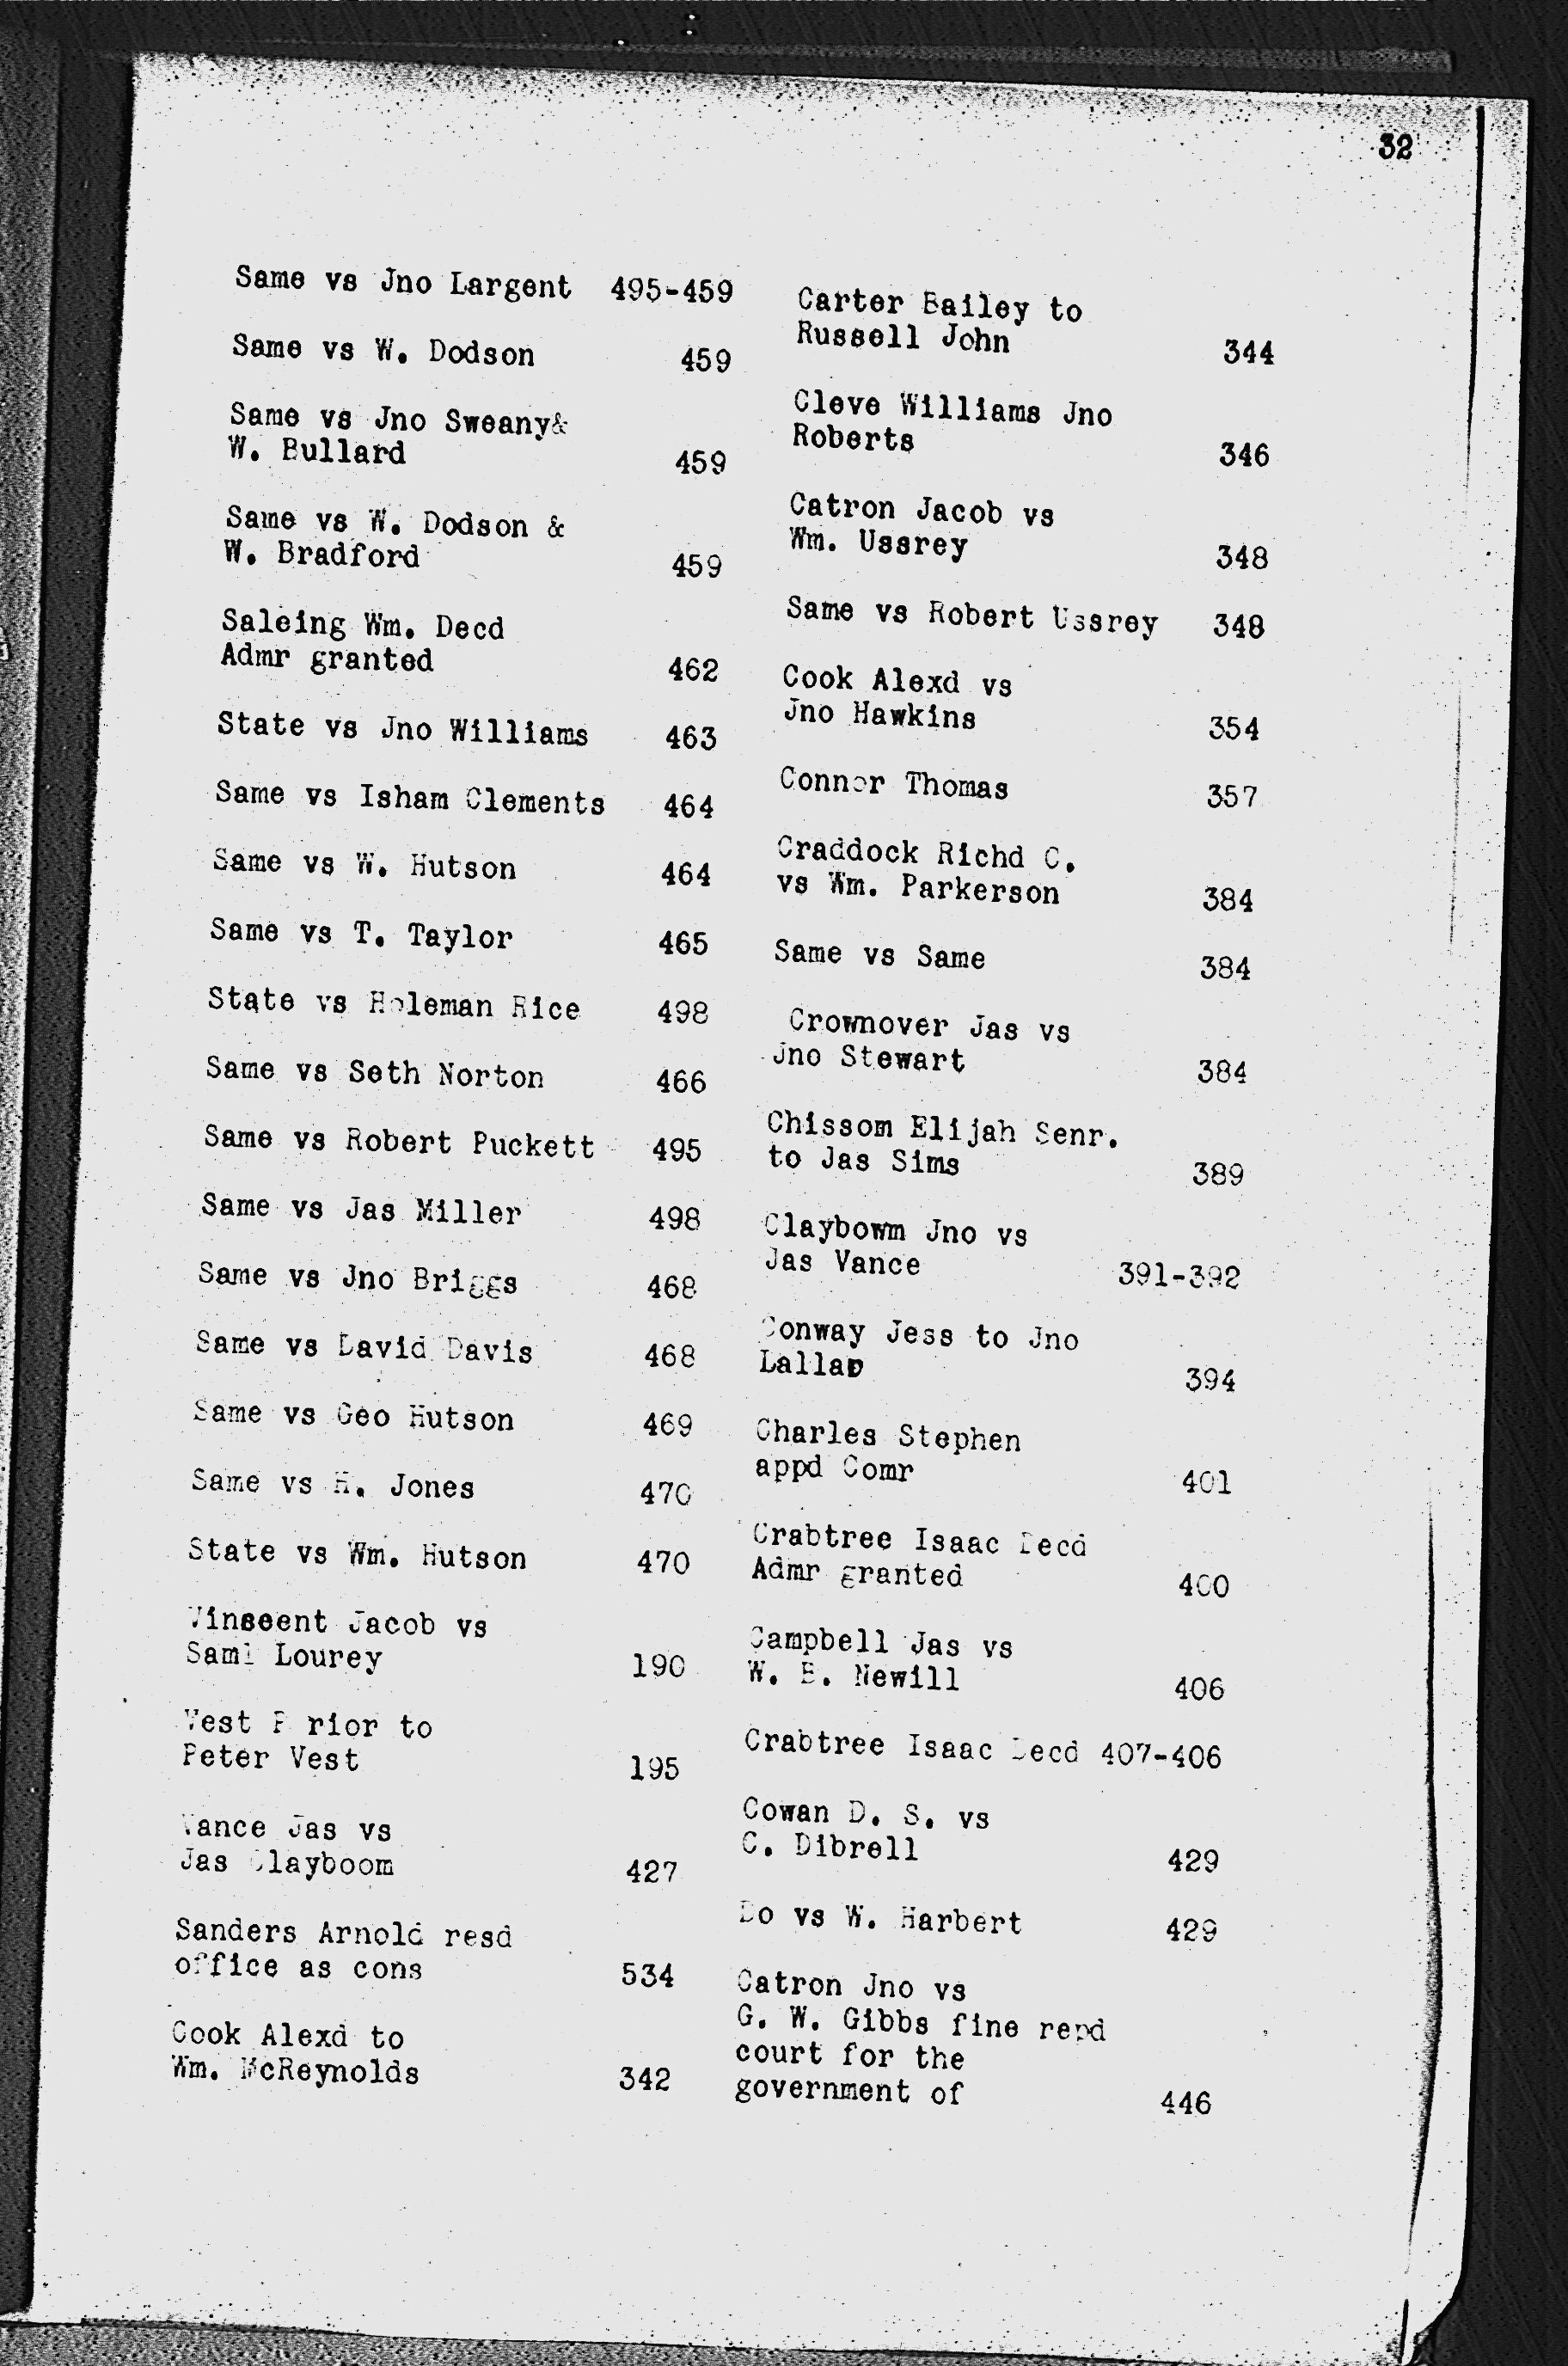 32
Same vs Jno Largent 495-459
Same vs W. Dodson 459
Same vs Jno Sweany&
W. Bullard 459
Same vs W. Dodson &
W. Bradford 459
Saleing Wm. Decd
Admr granted 462
State vs Jno Williams 463
Same vs Isham Clements 464
Same vs W. Hutson 464
Same vs T. Taylor 465
State vs Holeman Rice 498
Same vs Seth Norton 466
Same vs Robert Puckett 495
Same vs Jas Miller 498
Same vs Jno Briggs 468
Same vs David Davis 468
Same vs Geo Hutson 469
Same vs H. Jones 470
State vs Wm. Hutson 470
Vinseent Jacob vs
Saml Lourey 190
Vest P rior to
Peter Vest 195
Vance Jas vs
Jas Clayboom 427
Sanders Arnold resd
office as cons 534
Cook Alexd to
Wm. McReynolds 342
Carter Bailey to
Russell John 344
Cleve Williams Jno
Roberts 346
Catron Jacob vs
Wm. Ussrey 348
Same vs Robert Ussrey 348
Cook Alexd vs
Jno Hawkins 354
Connor Thomas 357
Craddock Richd C.
vs Wm. Parkerson 384
Same vs Same 384
Crownover Jas vs
Jno Stewart 384
Chissom Elijah Senr.
to Jas Sims 389
Claybowm Jno vs
Jas Vance 391-392
Conway Jess to Jno
394
Charles Stephen
appd Comr 401
Crabtree Isaac Decd
Admr granted 400
Campbell Jas vs
W. B. Newill 406
Crabtree Isaac Decd 407-406
Cowan D. S. vs
C. Dibrell 429
Do vs W. Harbert 429
Catron Jno vs
G. W. Gibbs fine repd
court for the
government of 446